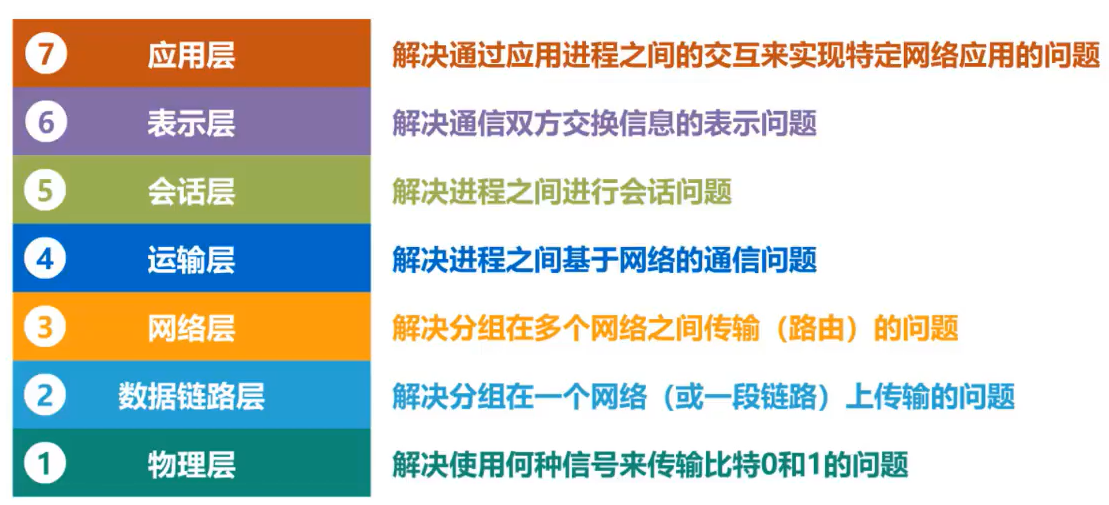 7 应用层 解决通过应用进程之间的交互来实现特定网络应用的问题
6 表示层 解决通信双方交换信息的表示问题
5 会话层 解决进程之间进行会话问题
4 运输层 解决进程之间基于网络的通信问题
3 网络层 解决分组在多个网络之间传输（路由）的问题
2 数据链路层 解决分组在一个网络（或一段链路）上传输的问题
1 物理层 解决使用何种信号来传输比特0和1的问题